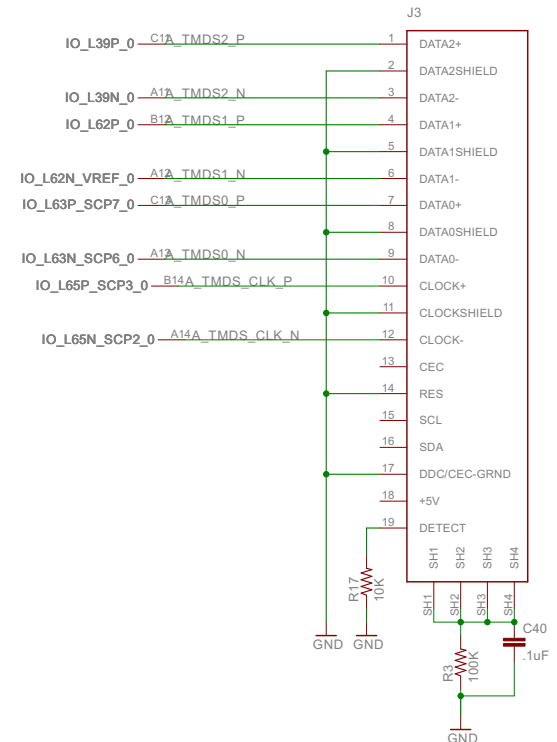 J3
IO_L39P_0 C11 A_TMDS2_P 1 DATA2+
2 DATA2SHIELD
IO_L39N_0 A11 A_TMDS2_N 3 DATA2-
IO_L62P_0 B12 A_TMDS1_P 4 DATA1+
5 DATA1SHIELD
IO_L62N_VREF_0 A12 A_TMDS1_N 6 DATA1-
IO_L63P_SCP7_0 C13 A_TMDS0_P 7 DATA0+
8 DATA0SHIELD
IO_L63N_SCP6_0 A13 A_TMDS0_N 9 DATA0-
IO_L65P_SCP3_0 B14 A_TMDS_CLK_P 10 CLOCK+
11 CLOCKSHIELD
IO_L65N_SCP2_0 A14 A_TMDS_CLK_N 12 CLOCK-
13 CEC
14 RES
15 SCL
16 SDA
17 DDC/CEC-GRND
18 +5V
19 DETECT
SH1 SH2 SH3 SH4
R17 10K
SH1 SH2 SH3 SH4
GND GND
C40
.1uF
R3 100K
GND